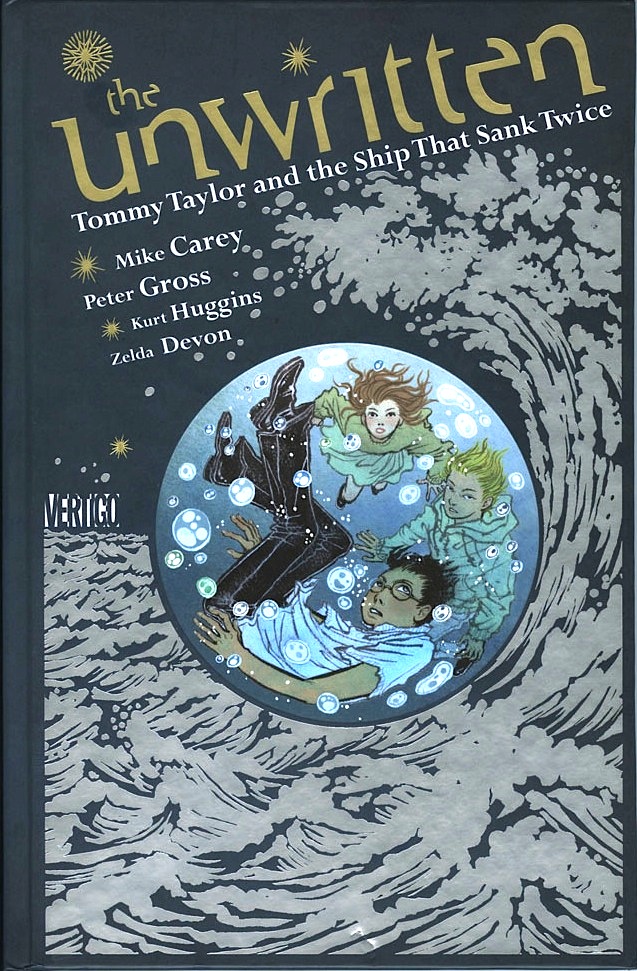 the
unwritten
Tommy Taylor and the Ship That Sank Twice
Mike Carey
Peter Gross
Kurt Huggins
Zelda Devon
VERTIGO